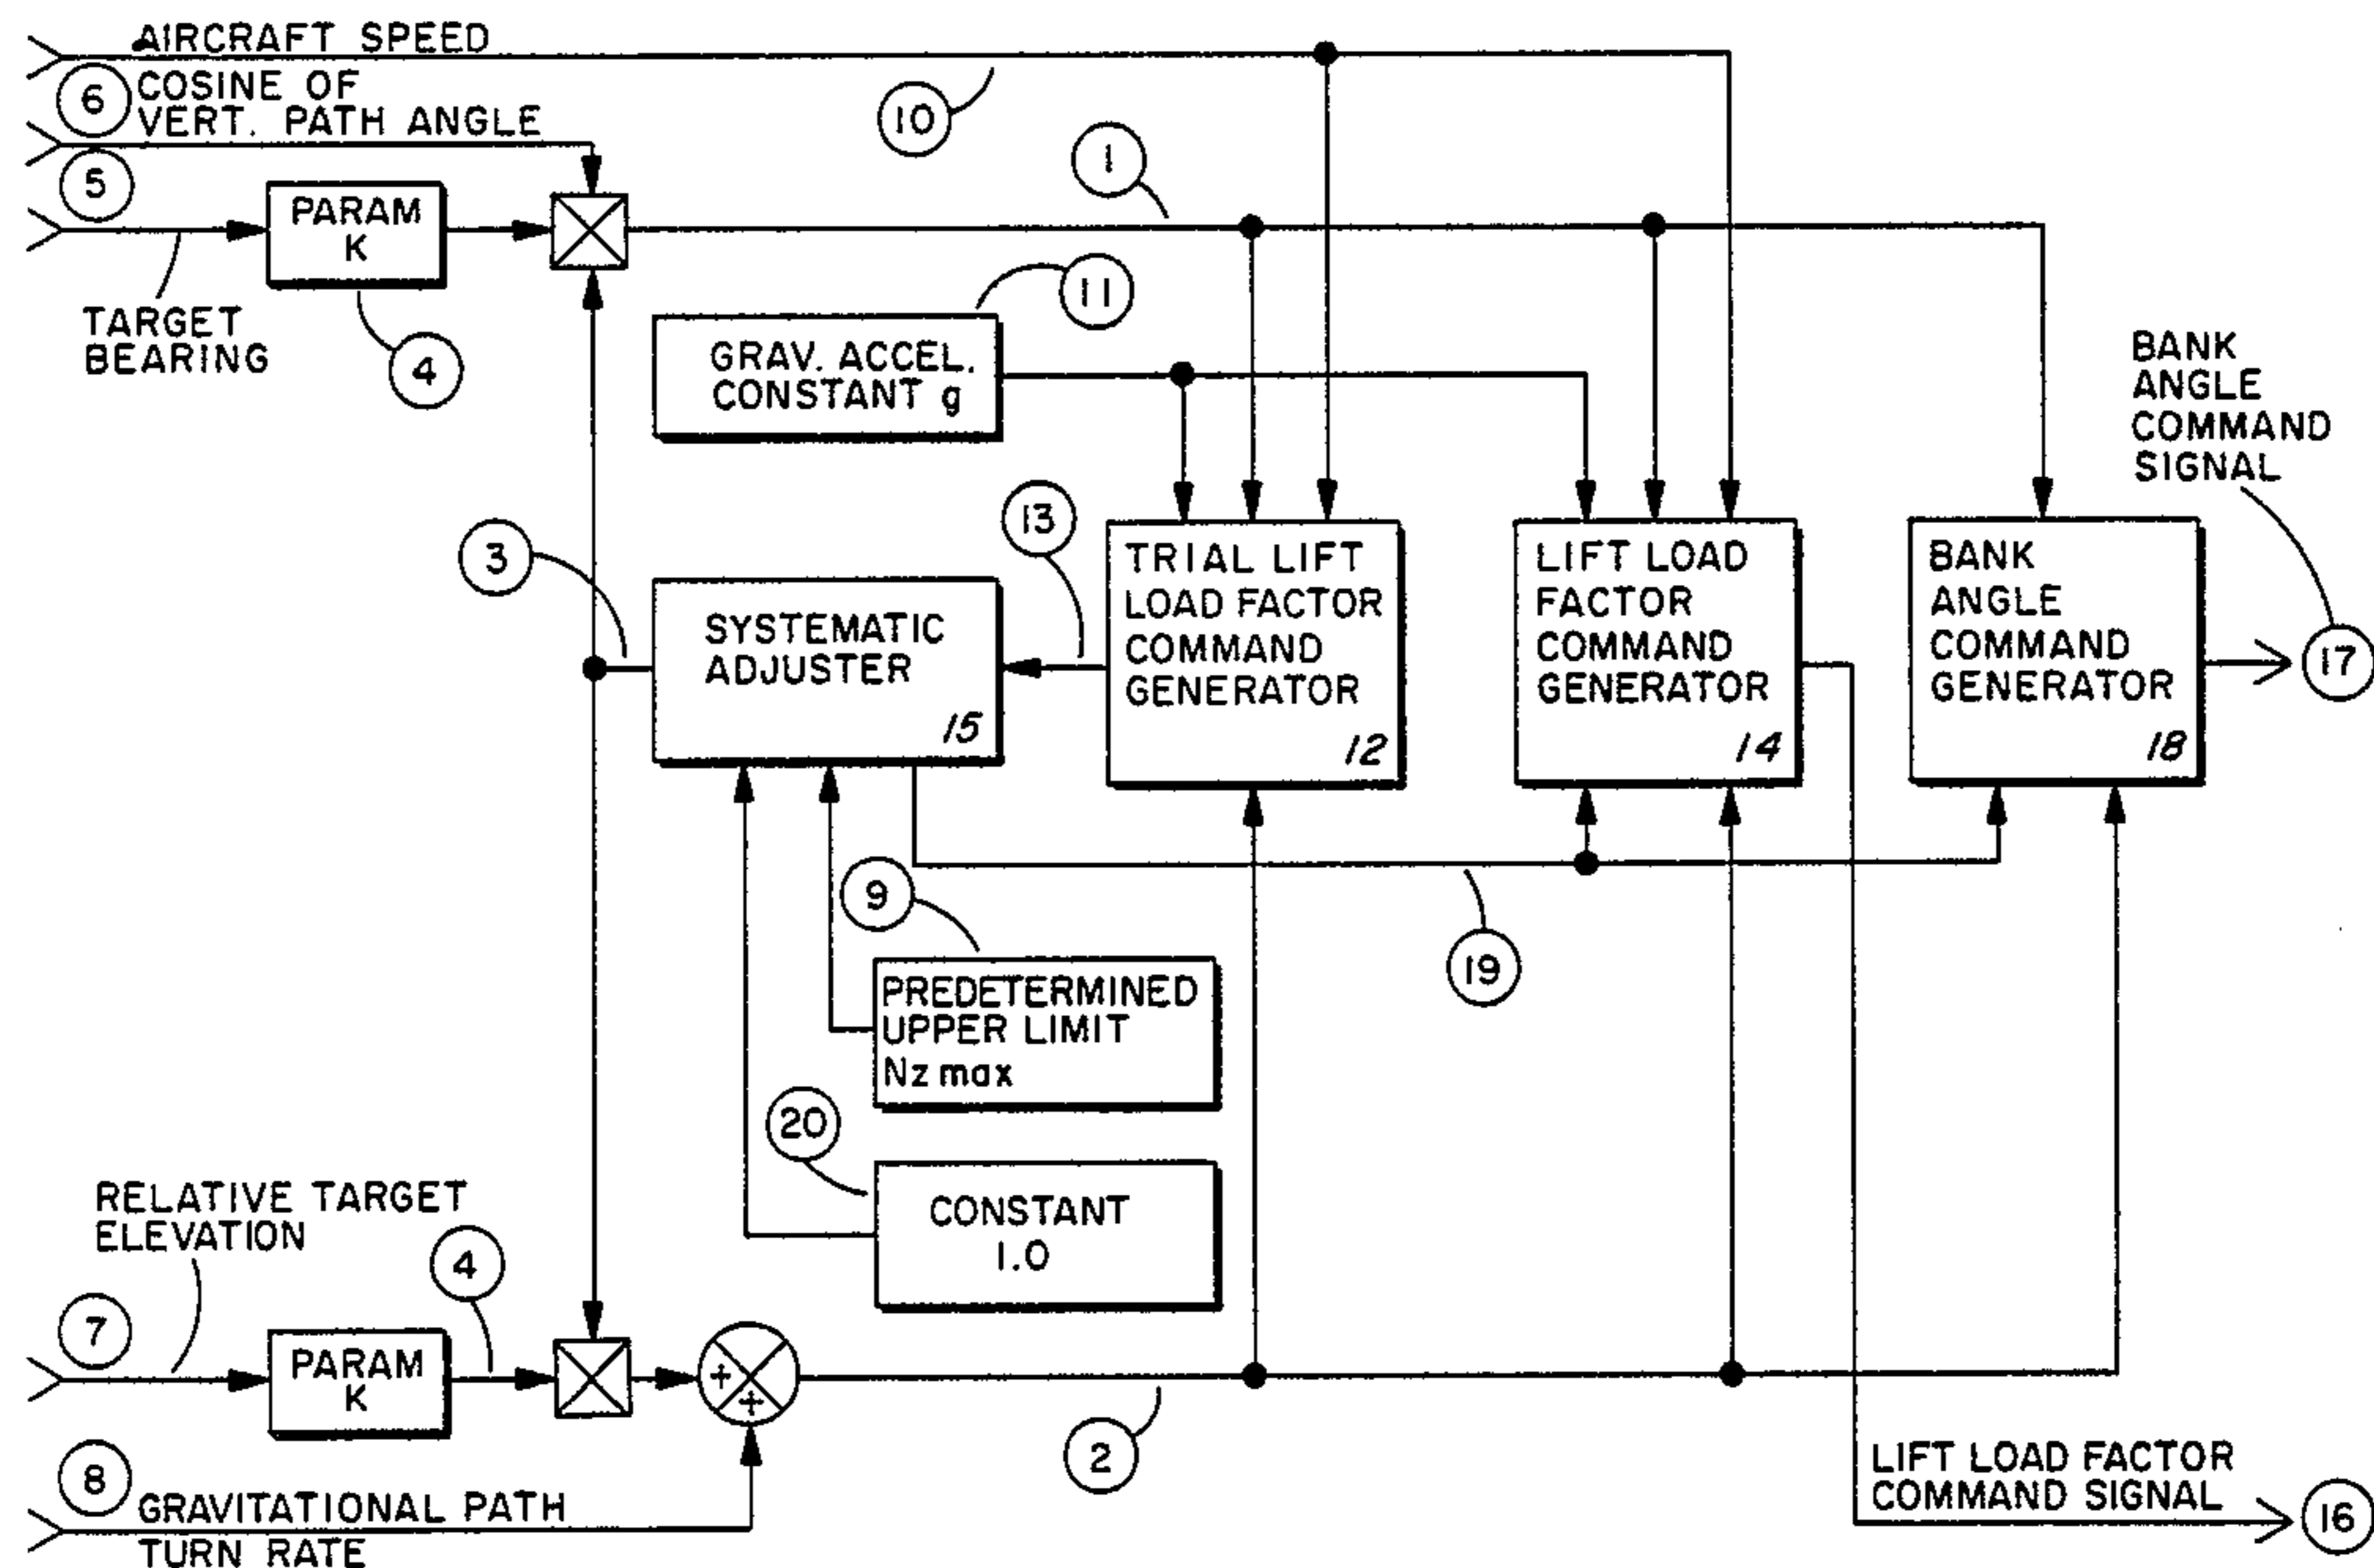 AIRCRAFT SPEED
6
COSINE OF
VERT. PATH ANGLE
10
1
5
PARAM
K
TARGET
BEARING
4
11
GRAV. ACCEL.
CONSTANT g
BANK
ANGLE
COMMAND
SIGNAL
3
13
SYSTEMATIC
ADJUSTER
15
TRIAL LIFT
LOAD FACTOR
COMMAND
GENERATOR
12
LIFT LOAD
FACTOR
COMMAND
GENERATOR
14
BANK
ANGLE
COMMAND
GENERATOR
18
17
9
19
PREDETERMINED
UPPER LIMIT
Nz max
20
CONSTANT
1.0
RELATIVE TARGET
ELEVATION
4
7
PARAM
K
+
+
2
8
GRAVITATIONAL PATH
TURN RATE
LIFT LOAD FACTOR
COMMAND SIGNAL
16